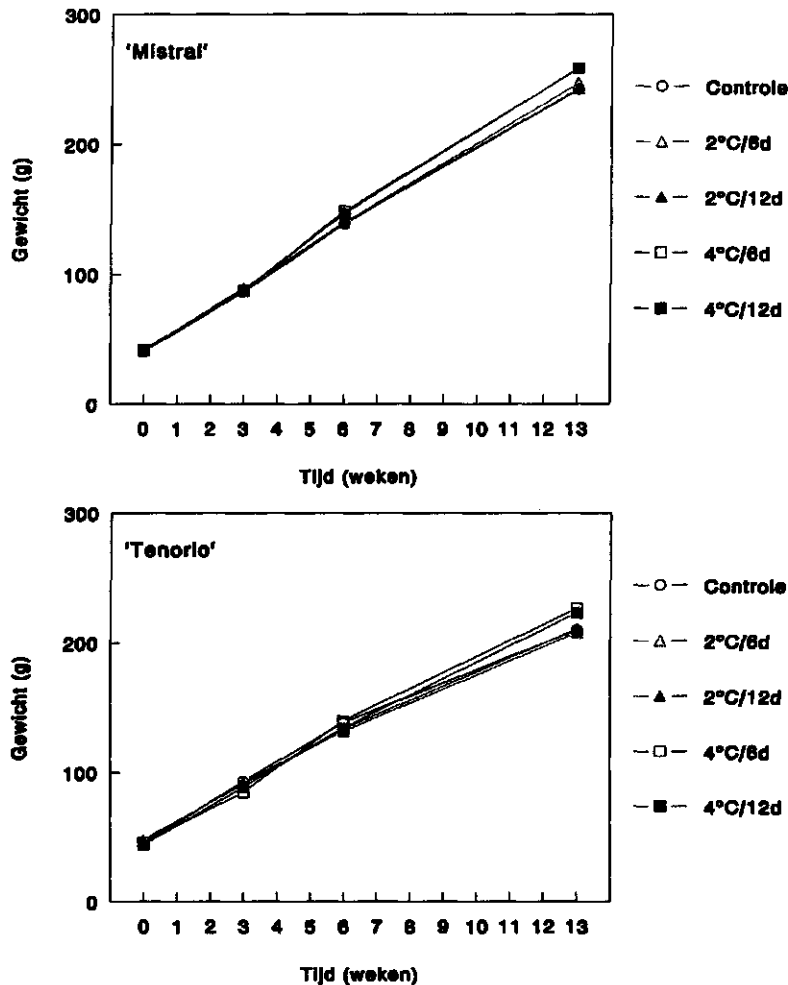 300
'Mistral'
200
Gewicht (g)
100
0
0 1 2 3 4 5 6 7 8 9 10 11 12 13
Tijd (weken)
Controle
2°C/6d
2°C/12d
4°C/6d
4°C/12d
300
'Tenorio'
200
Gewicht (g)
100
0
0 1 2 3 4 5 6 7 8 9 10 11 12 13
Tijd (weken)
Controle
2°C/6d
2°C/12d
4°C/6d
4°C/12d